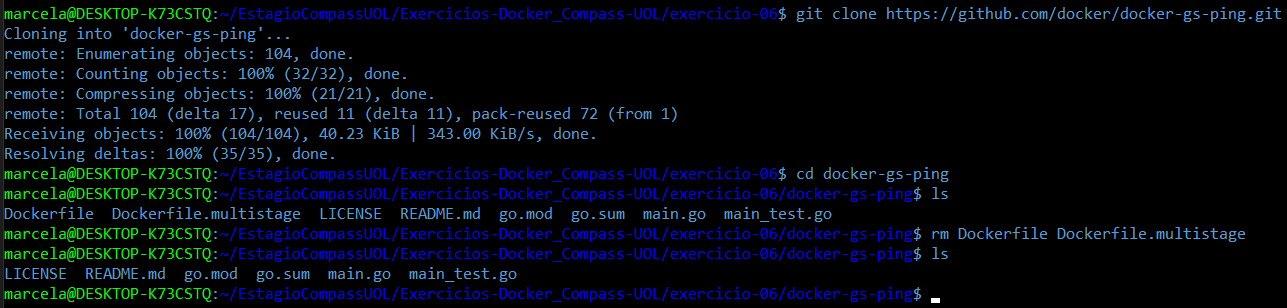 marcela@DESKTOP-K73CSTQ:~/EstagioCompassUOL/Exercicios-Docker_Compass-UOL/exercicio-06$ git clone https://github.com/docker/docker-gs-ping.git
Cloning into 'docker-gs-ping'...
remote: Enumerating objects: 104, done.
remote: Counting objects: 100% (32/32), done.
remote: Compressing objects: 100% (21/21), done.
remote: Total 104 (delta 17), reused 11 (delta 11), pack-reused 72 (from 1)
Receiving objects: 100% (104/104), 40.23 KiB | 343.00 KiB/s, done.
Resolving deltas: 100% (35/35), done.
marcela@DESKTOP-K73CSTQ:~/EstagioCompassUOL/Exercicios-Docker_Compass-UOL/exercicio-06$ cd docker-gs-ping
marcela@DESKTOP-K73CSTQ:~/EstagioCompassUOL/Exercicios-Docker_Compass-UOL/exercicio-06/docker-gs-ping$ ls
Dockerfile  Dockerfile.multistage  LICENSE  README.md  go.mod  go.sum  main.go  main_test.go
marcela@DESKTOP-K73CSTQ:~/EstagioCompassUOL/Exercicios-Docker_Compass-UOL/exercicio-06/docker-gs-ping$ rm Dockerfile Dockerfile.multistage
marcela@DESKTOP-K73CSTQ:~/EstagioCompassUOL/Exercicios-Docker_Compass-UOL/exercicio-06/docker-gs-ping$ ls
LICENSE  README.md  go.mod  go.sum  main.go  main_test.go
marcela@DESKTOP-K73CSTQ:~/EstagioCompassUOL/Exercicios-Docker_Compass-UOL/exercicio-06/docker-gs-ping$